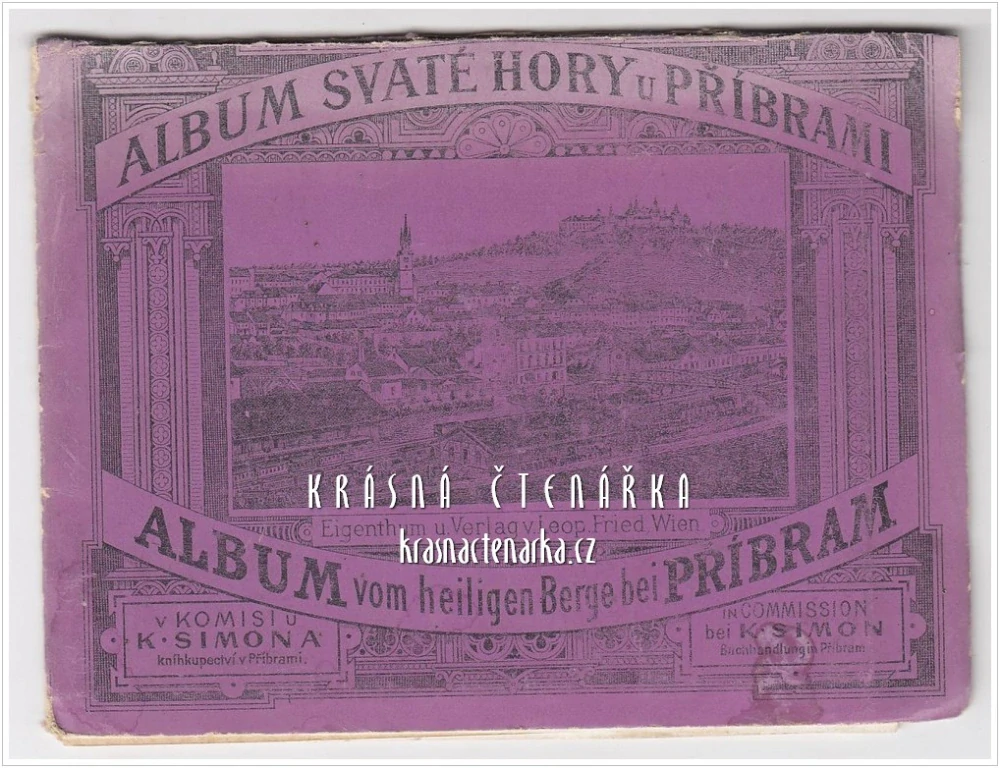 ALBUM SVATÉ HORY U PŘÍBRAMI
KRÁSNÁ ČTENÁŘKA
Eigenthum u Verlag v Leop. Fried. Wien
krasnactenarka.cz
ALBUM vom heiligen Berge bei PŘÍBRAM
V KOMISI U
K. SIMONA
knihkupectví v Příbrami.
IN COMMISSION
bei K. SIMON
Buchhandlung in Příbram